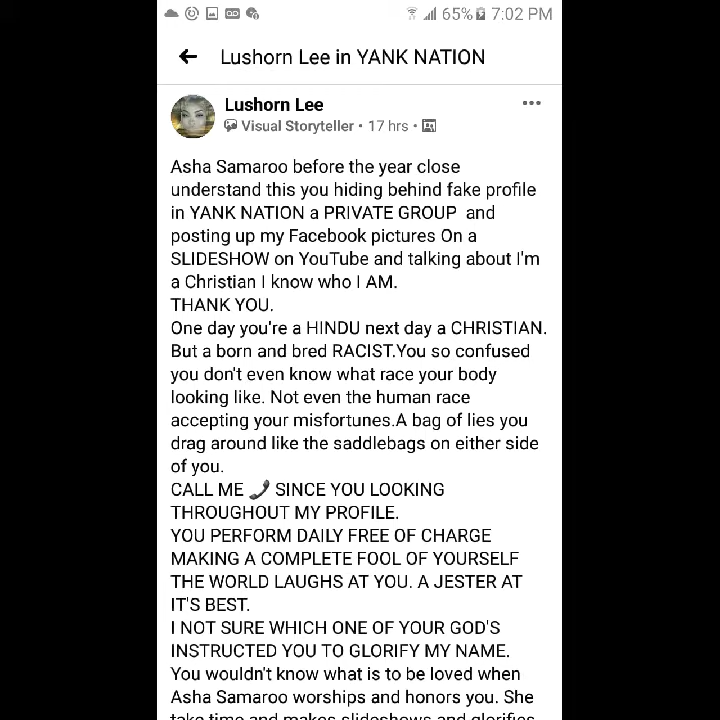 65% 7:02 PM
Lushorn Lee in YANK NATION
Lushorn Lee
Visual Storyteller • 17 hrs •
Asha Samaroo before the year close
understand this you hiding behind fake profile
in YANK NATION a PRIVATE GROUP and
posting up my Facebook pictures On a
SLIDESHOW on YouTube and talking about I'm
a Christian I know who I AM.
THANK YOU.
One day you're a HINDU next day a CHRISTIAN.
But a born and bred RACIST.You so confused
you don't even know what race your body
looking like. Not even the human race
accepting your misfortunes.A bag of lies you
drag around like the saddlebags on either side
of you.
CALL ME 📞 SINCE YOU LOOKING
THROUGHOUT MY PROFILE.
YOU PERFORM DAILY FREE OF CHARGE
MAKING A COMPLETE FOOL OF YOURSELF
THE WORLD LAUGHS AT YOU. A JESTER AT
IT'S BEST.
I NOT SURE WHICH ONE OF YOUR GOD'S
INSTRUCTED YOU TO GLORIFY MY NAME.
You wouldn't know what is to be loved when
Asha Samaroo worships and honors you. She
take time and makes slideshows and glorifies